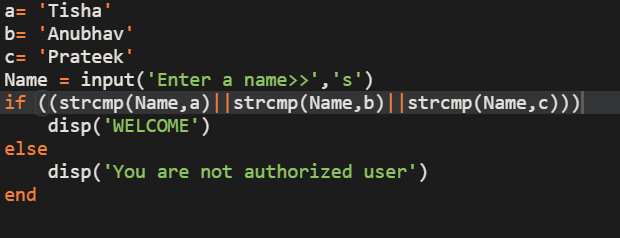 a= 'Tisha'
b= 'Anubhav'
c= 'Prateek'
Name = input('Enter a name>>','s')
if ((strcmp(Name,a)||strcmp(Name,b)||strcmp(Name,c)))
    disp('WELCOME')
else
    disp('You are not authorized user')
end